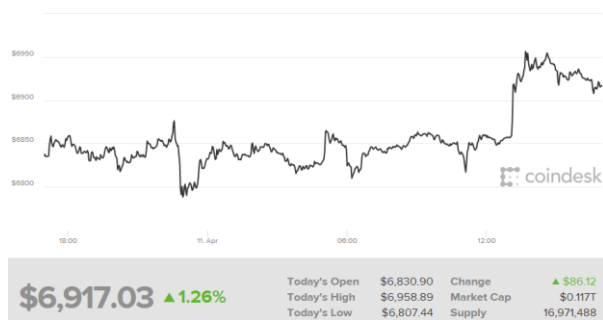 $6950
$6900
$6850
$6800
coindesk
18:00
11. Apr
06:00
12:00
$6,917.03 ▲ 1.26%
Today's Open $6,830.90 Change ▲ $86.12
Today's High $6,958.89 Market Cap $0.117T
Today's Low $6,807.44 Supply 16,971,488